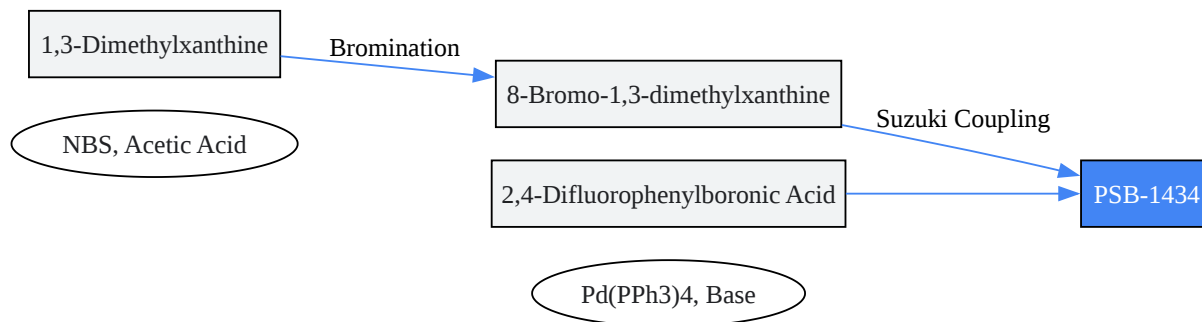 1,3-Dimethylxanthine
Bromination
8-Bromo-1,3-dimethylxanthine
Suzuki Coupling
NBS, Acetic Acid
2,4-Difluorophenylboronic Acid
PSB-1434
Pd(PPh3)4, Base